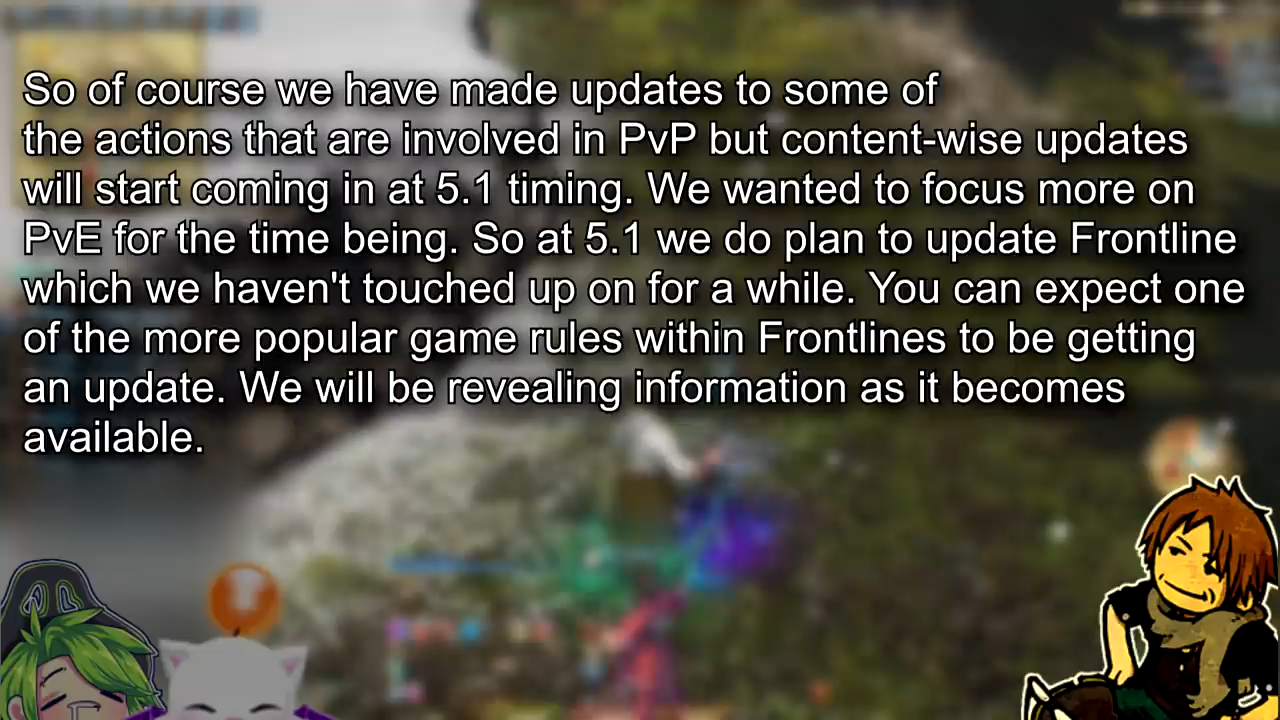 So of course we have made updates to some of
the actions that are involved in PvP but content-wise updates
will start coming in at 5.1 timing. We wanted to focus more on
PvE for the time being. So at 5.1 we do plan to update Frontline
which we haven't touched up on for a while. You can expect one
of the more popular game rules within Frontlines to be getting
an update. We will be revealing information as it becomes
available.